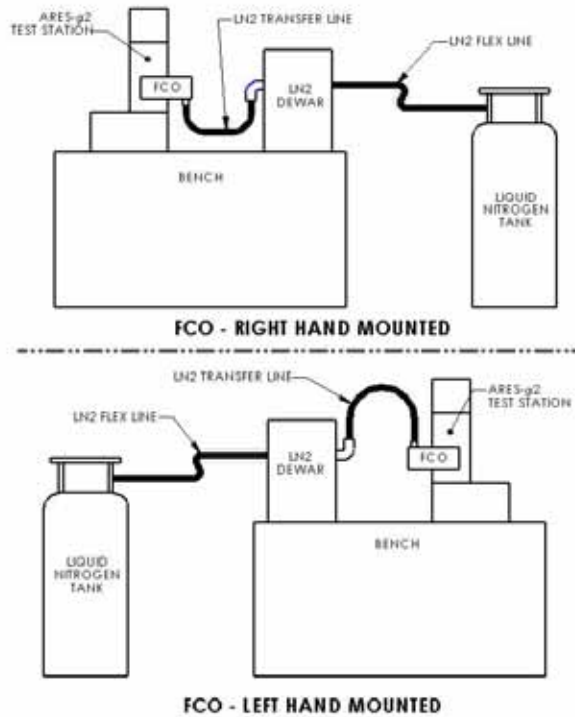 ARES-g2
TEST STATION
LN2 TRANSFER LINE
LN2 FLEX LINE
FCO
LN2
DEWAR
BENCH
LIQUID
NITROGEN
TANK
FCO - RIGHT HAND MOUNTED
LN2 TRANSFER LINE
ARES-g2
TEST STATION
LN2 FLEX LINE
LN2
DEWAR
FCO
BENCH
LIQUID
NITROGEN
TANK
FCO - LEFT HAND MOUNTED